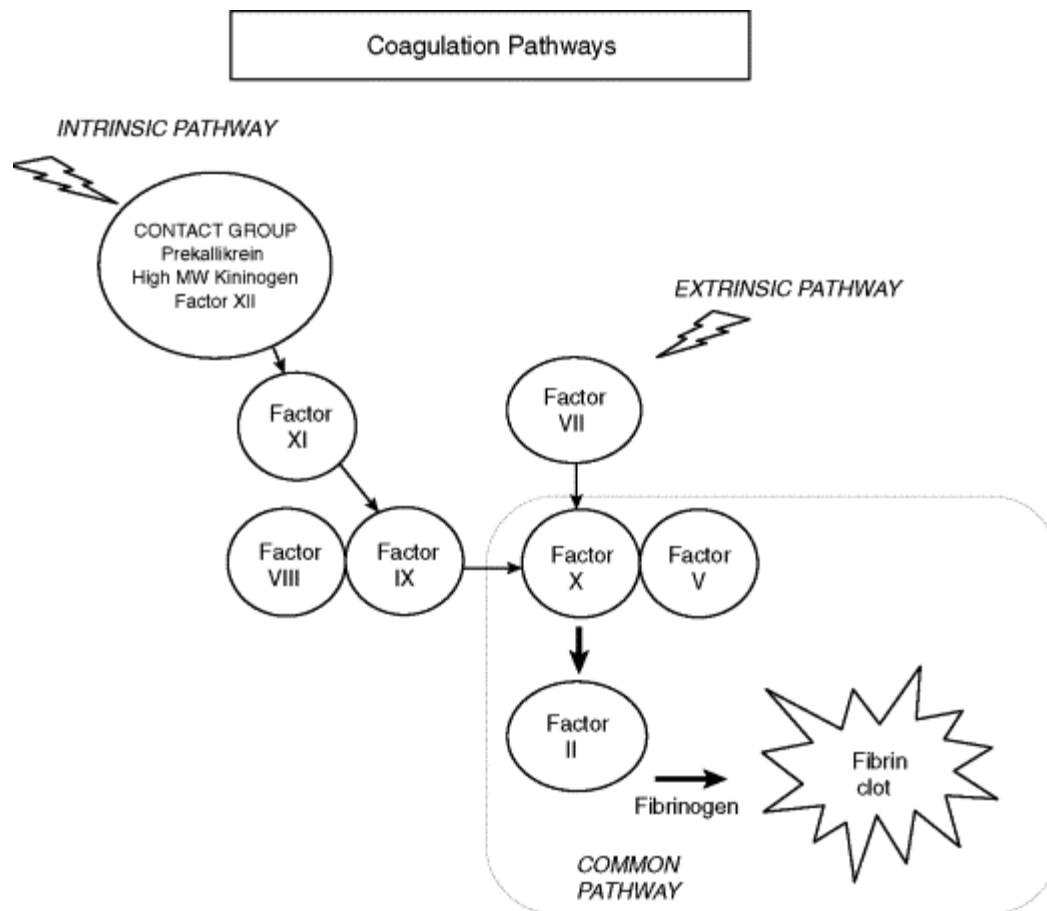 Coagulation Pathways
INTRINSIC PATHWAY
CONTACT GROUP
Prekallikrein
High MW Kininogen
Factor XII
EXTRINSIC PATHWAY
Factor
VII
Factor
XI
Factor
VIII
Factor
IX
Factor
X
Factor
V
Factor
II
Fibrinogen
Fibrin
clot
COMMON
PATHWAY